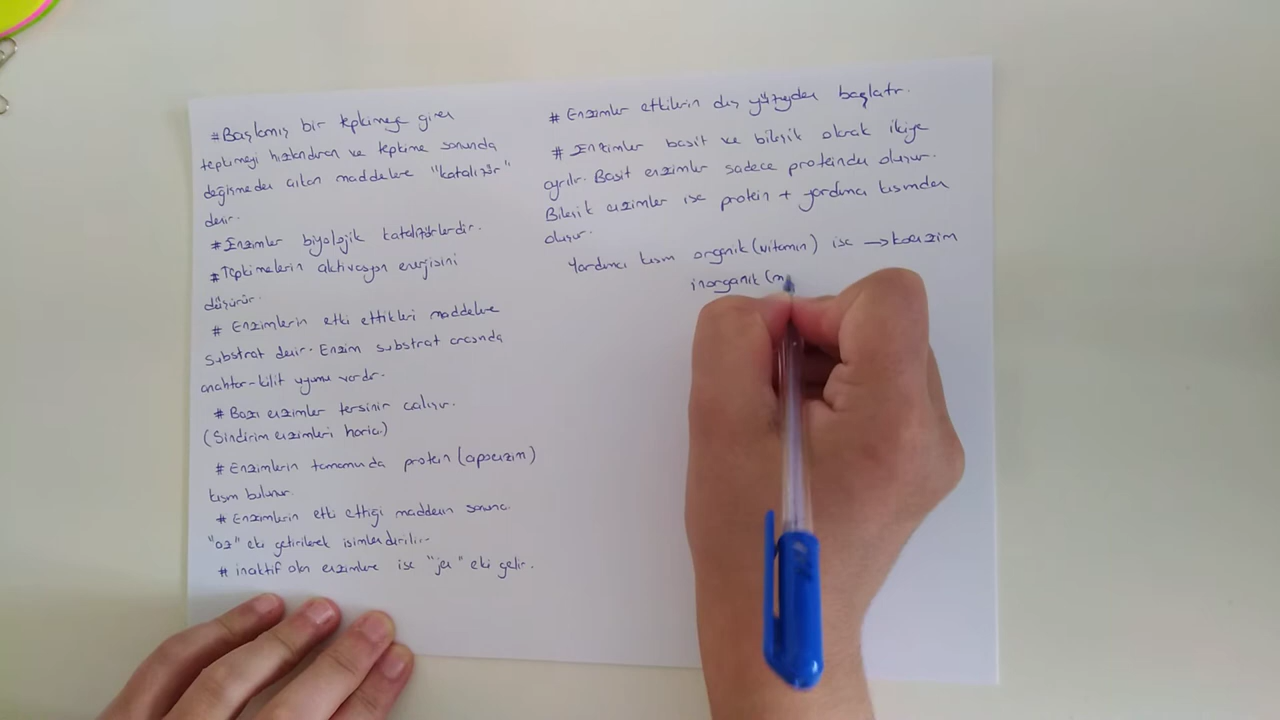 # Başlamış bir tepkimeye giren
tepkimeyi hızlandıran ve tepkime sonunda
değişmeden çıkan maddelere "katalizör"
denir.
# Enzimler biyolojik katalizörlerdir.
# Tepkimelerin aktivasyon enerjisini
düşürür.
# Enzimlerin etki ettikleri maddelere
substrat denir. Enzim substrat arasında
anahtar-kilit uyumu vardır.
# Bazı enzimler tersinir çalışır.
(Sindirim enzimleri hariç.)
# Enzimlerin tamamında protein (apoenzim)
kısım bulunur.
# Enzimlerin etki ettiği maddenin sonuna
"az" eki getirilerek isimlendirilir.
# inaktif olan enzimlere ise "jen" eki gelir.
# Enzimler etkilerin dış yüzeyden başlatır.
# Enzimler basit ve bileşik olarak ikiye
ayrılır. Basit enzimler sadece proteinden oluşur.
Bileşik enzimler ise protein + yardımcı kısımdan
oluşur.
Yardımcı kısım organik (vitamin) ise → koenzim
inorganik (m